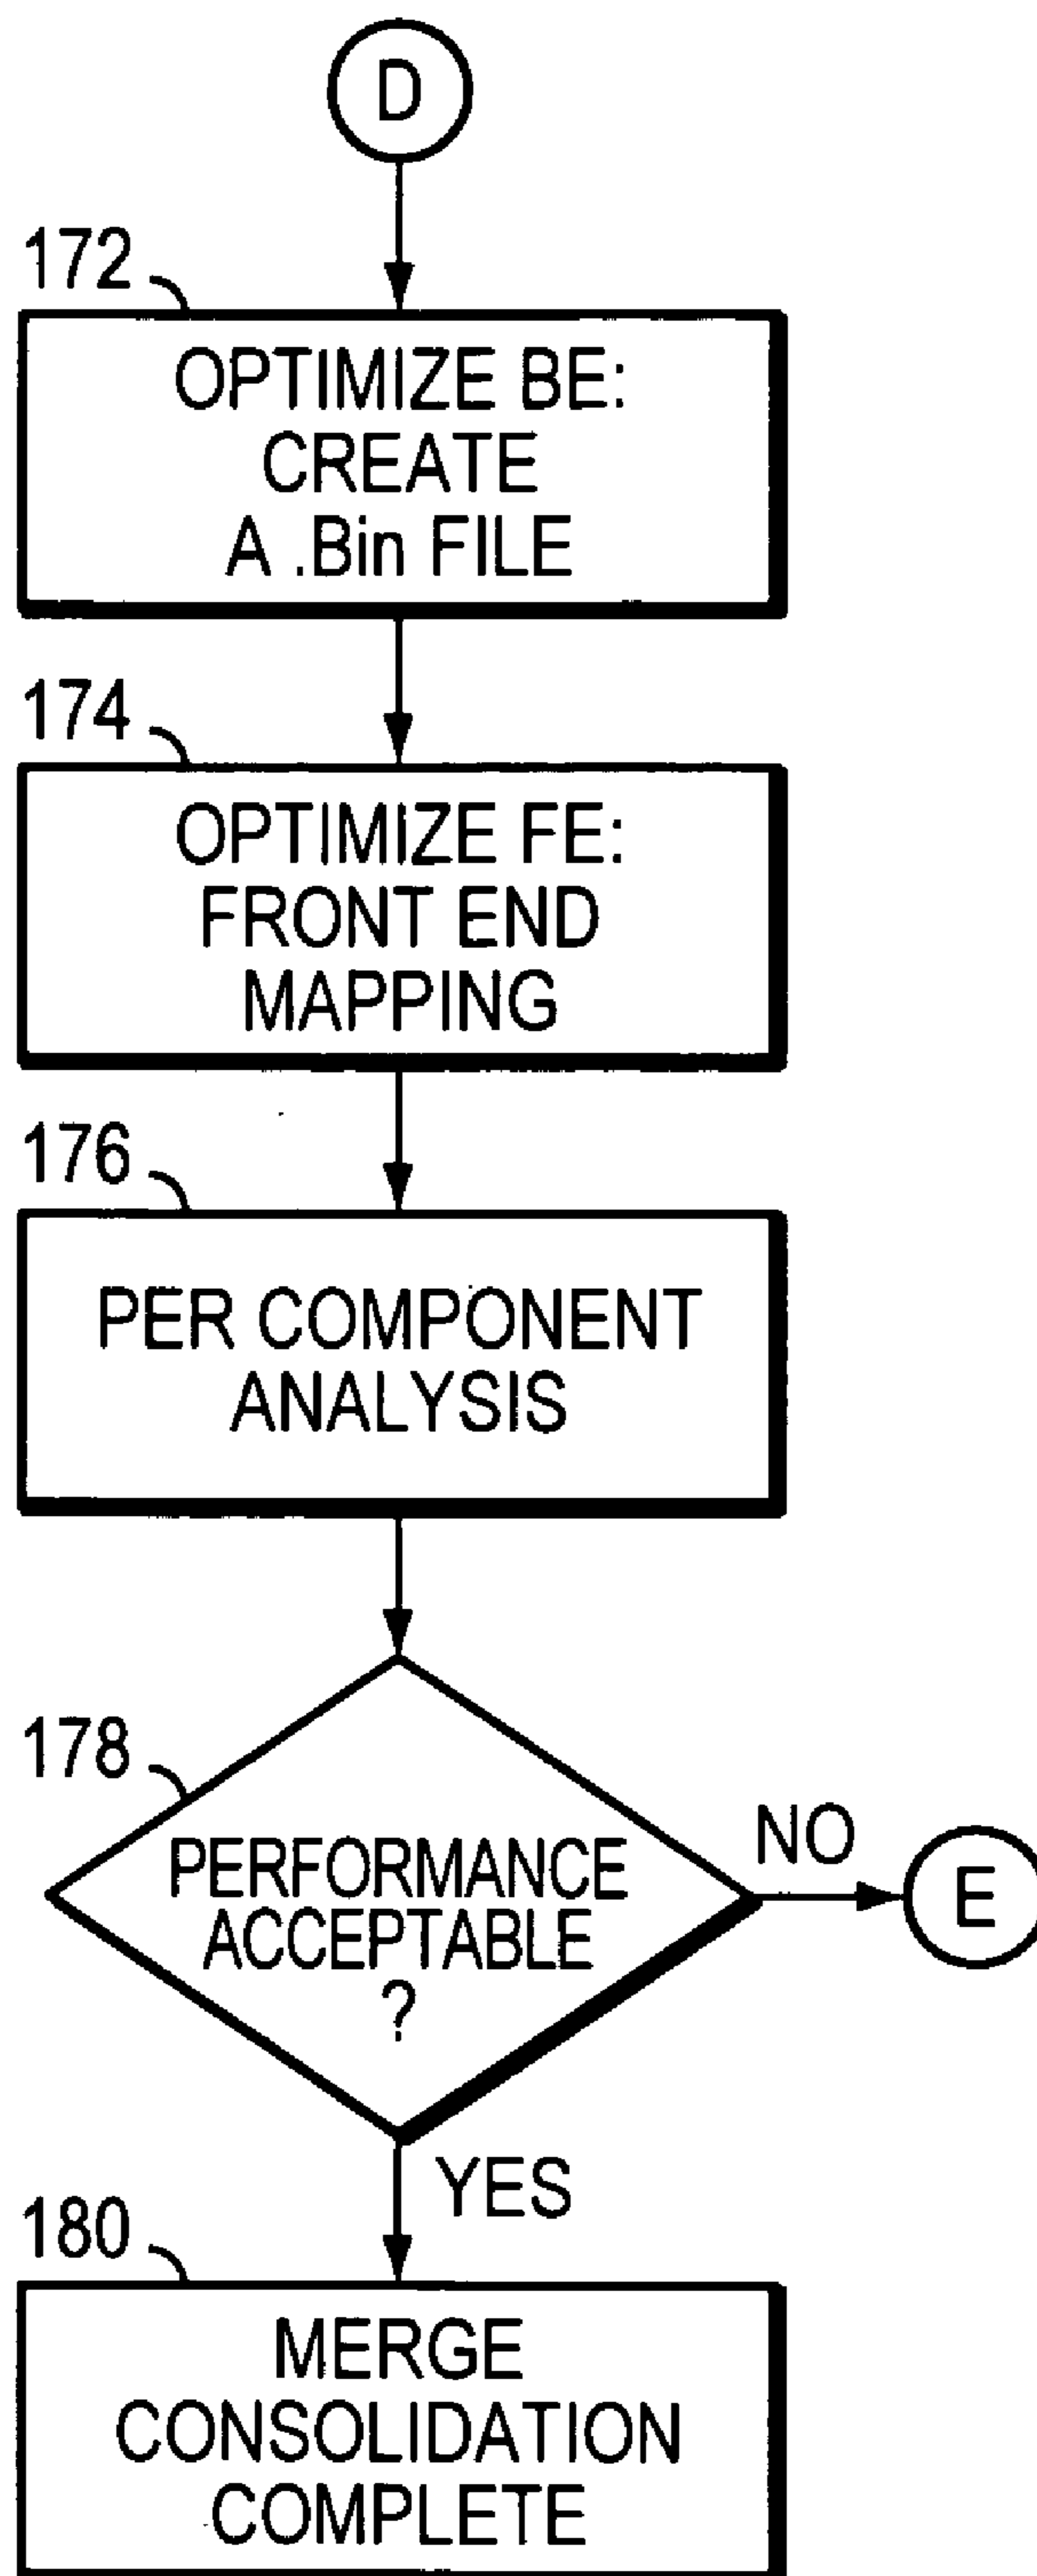 D
172
OPTIMIZE BE:
CREATE
A .Bin FILE
174
OPTIMIZE FE:
FRONT END
MAPPING
176
PER COMPONENT
ANALYSIS
178
PERFORMANCE
ACCEPTABLE
?
NO
E
YES
180
MERGE
CONSOLIDATION
COMPLETE